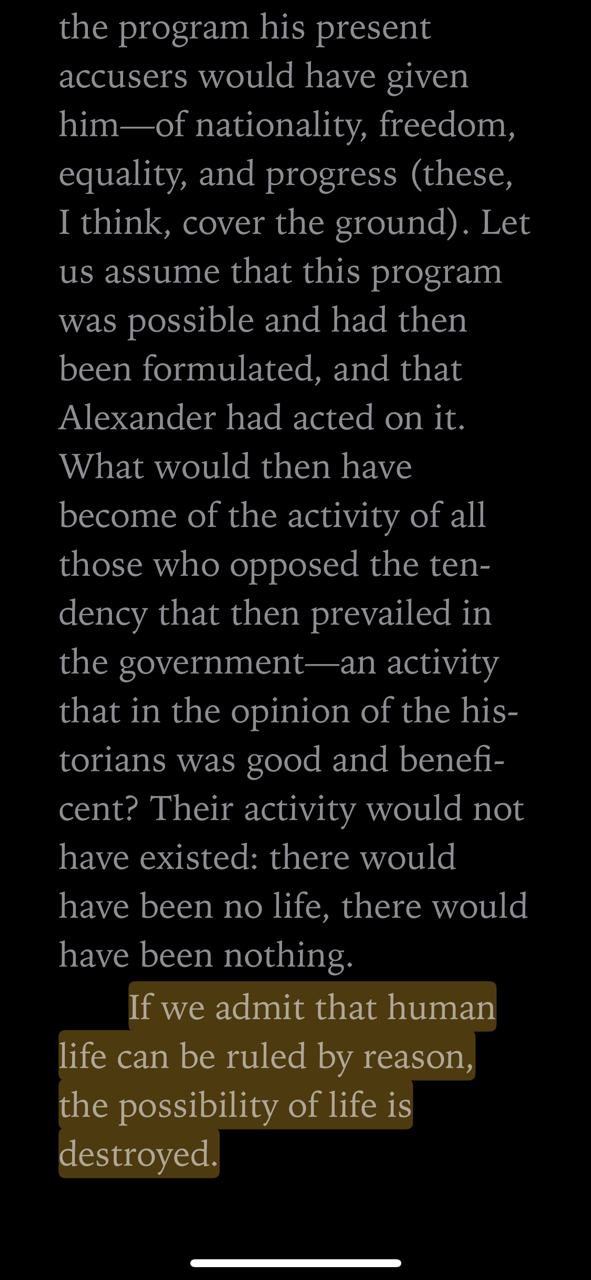 the program his present
accusers would have given
him—of nationality, freedom,
equality, and progress (these,
I think, cover the ground). Let
us assume that this program
was possible and had then
been formulated, and that
Alexander had acted on it.
What would then have
become of the activity of all
those who opposed the ten-
dency that then prevailed in
the government—an activity
that in the opinion of the his-
torians was good and benefi-
cent? Their activity would not
have existed: there would
have been no life, there would
have been nothing.
If we admit that human
life can be ruled by reason,
the possibility of life is
destroyed.